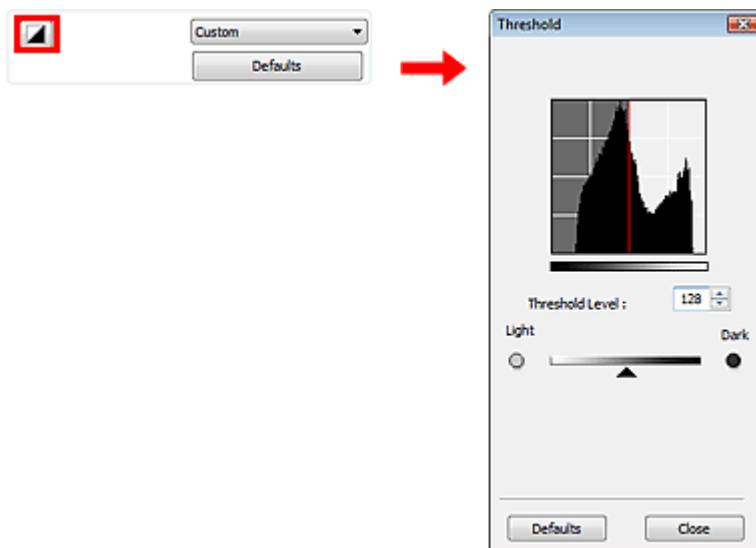 Custom
Defaults
Threshold
Threshold Level :
128
Light
Dark
Defaults
Close